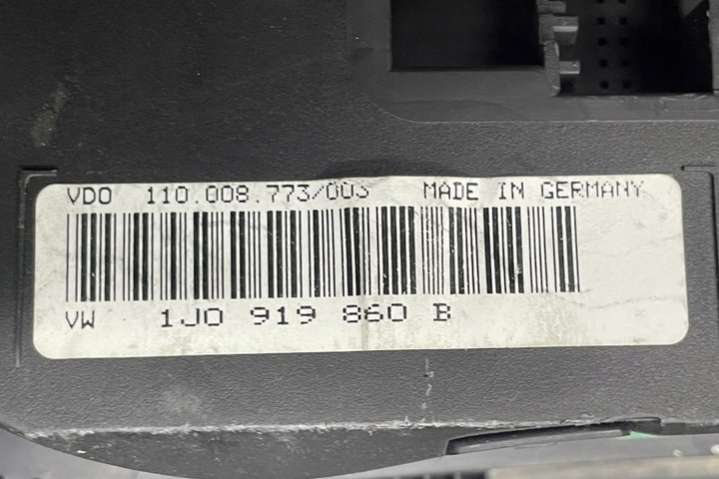 VDO 110.008.773/003 MADE IN GERMANY
VW 1J0 919 860 B